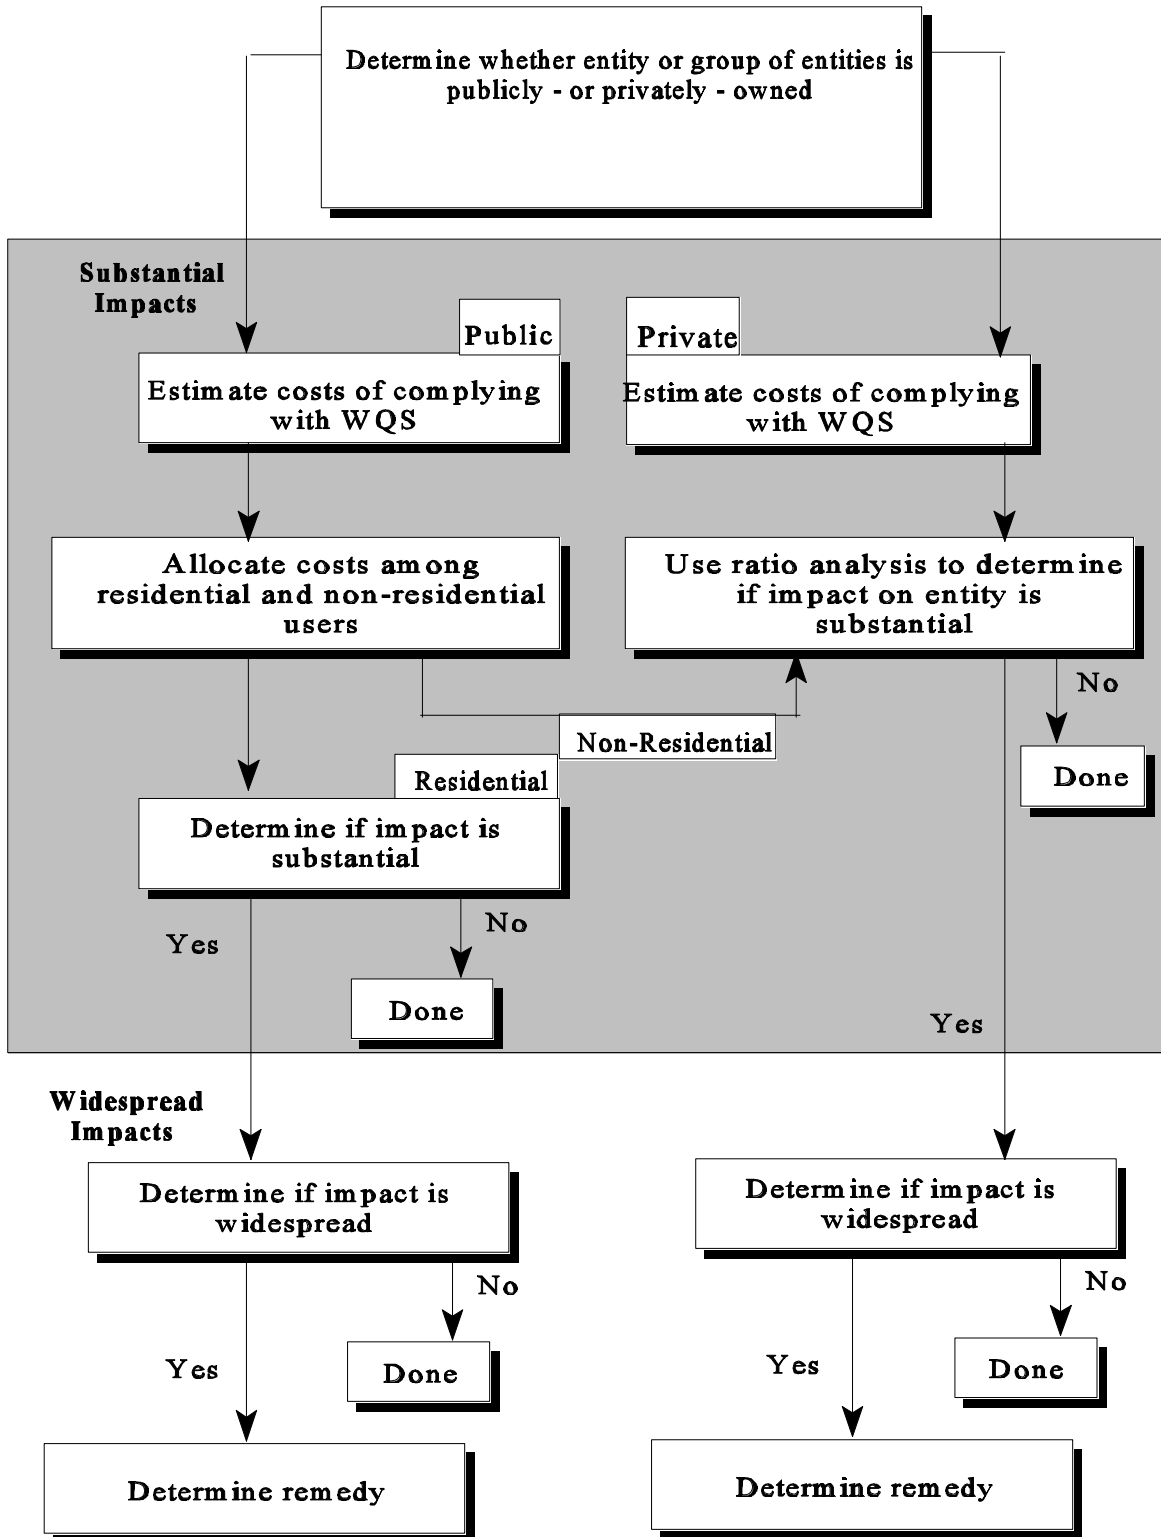 Determine whether entity or group of entities is
publicly - or privately - owned
Substantial
Impacts
Public
Private
Estimate costs of complying
with WQS
Estimate costs of complying
with WQS
Allocate costs among
residential and non-residential
users
Use ratio analysis to determine
if impact on entity is
substantial
No
Non-Residential
Done
Residential
Determine if impact is
substantial
Yes
No
Done
Yes
Widespread
Impacts
Determine if impact is
widespread
Determine if impact is
widespread
No
No
Yes
Done
Yes
Done
Determine remedy
Determine remedy